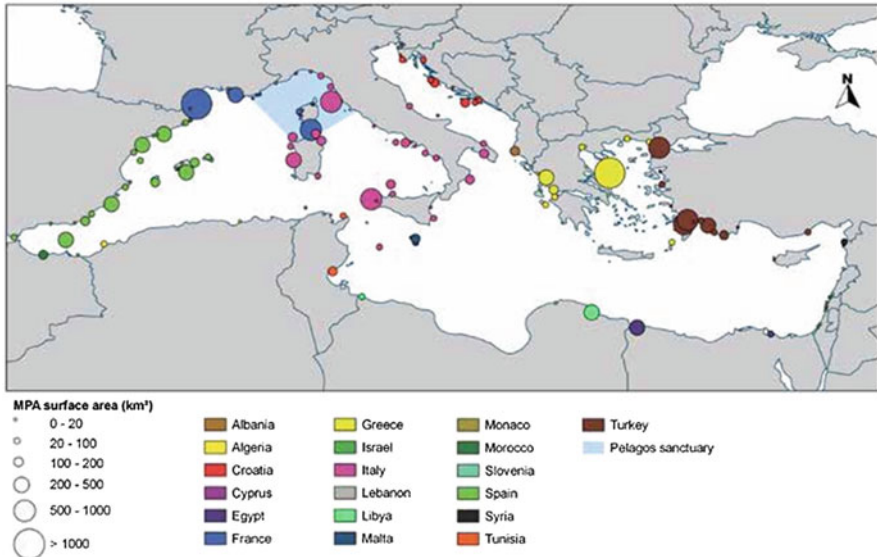 N
MPA surface area (km²)
0 - 20
20 - 100
100 - 200
200 - 500
500 - 1000
> 1000
Albania
Algeria
Croatia
Cyprus
Egypt
France
Greece
Israel
Italy
Lebanon
Libya
Malta
Monaco
Morocco
Slovenia
Spain
Syria
Tunisia
Turkey
Pelagos sanctuary